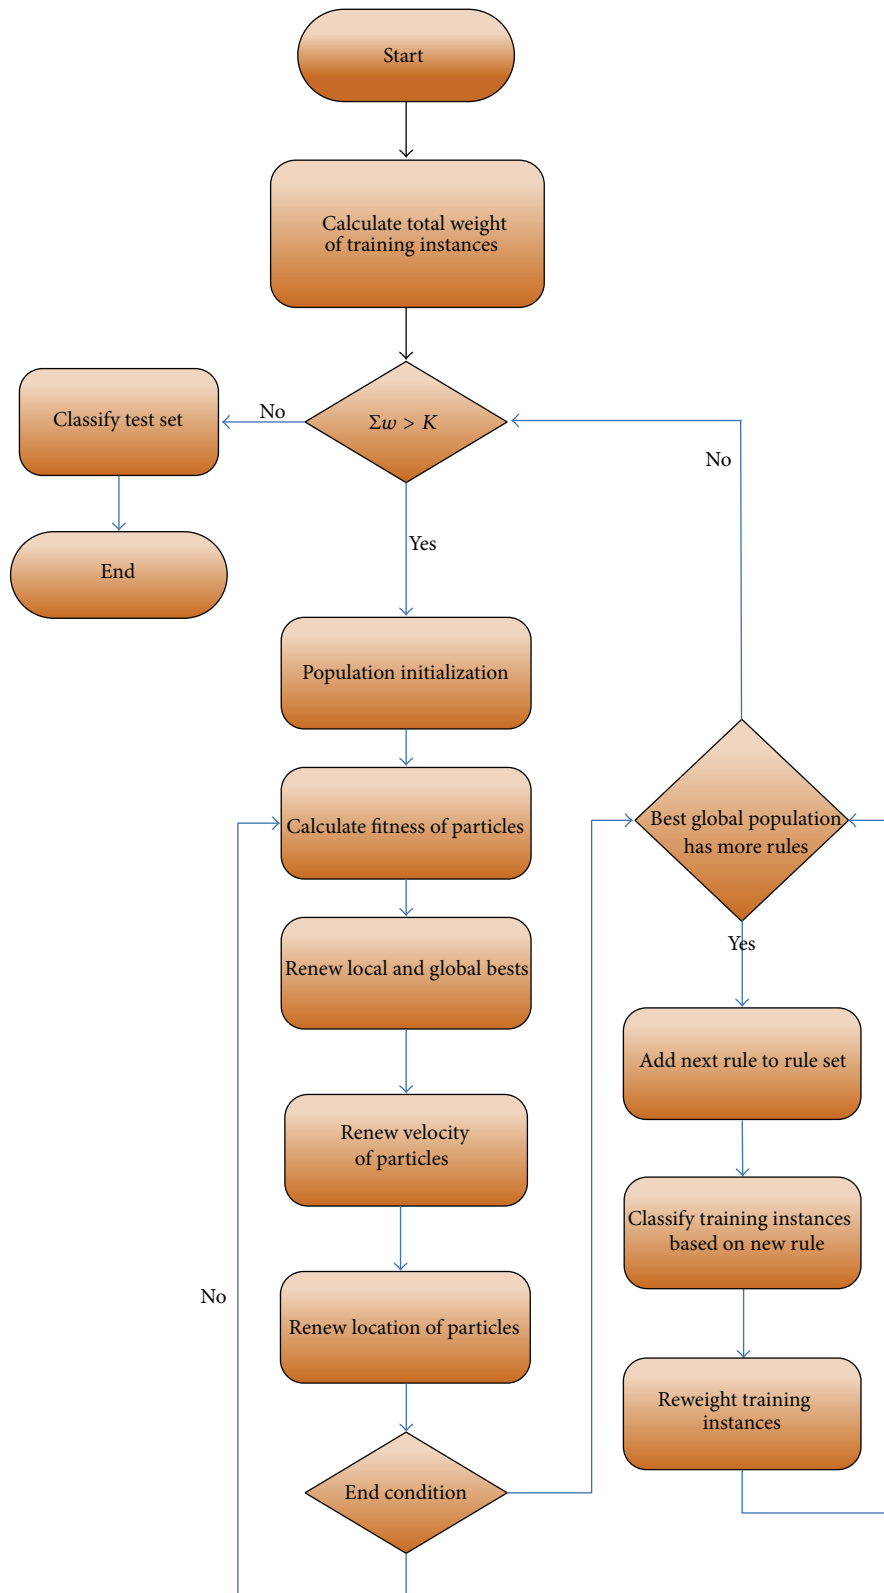 Start
Calculate total weight
of training instances
Σw > K
No
Classify test set
End
Yes
Population initialization
Calculate fitness of particles
Renew local and global bests
Renew velocity
of particles
Renew location of particles
No
End condition
No
Best global population
has more rules
Yes
Add next rule to rule set
Classify training instances
based on new rule
Reweight training
instances